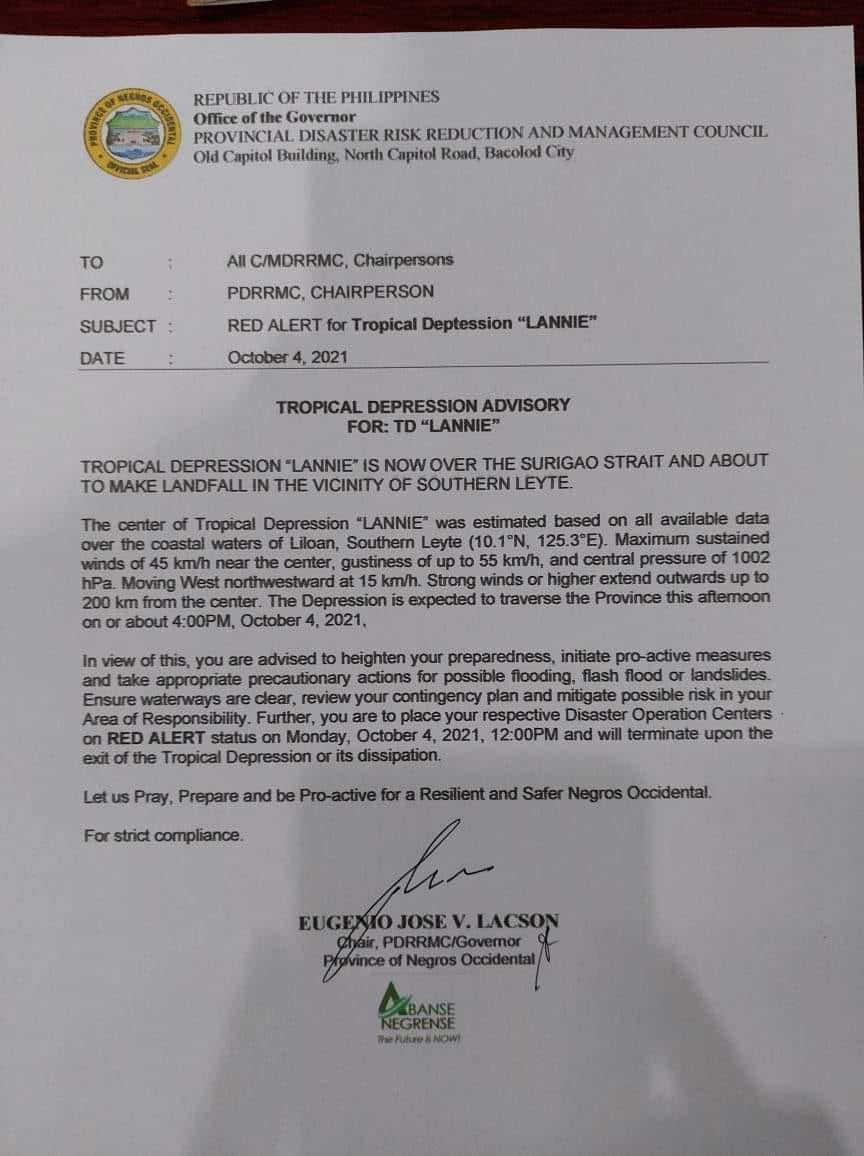 PROVINCE OF NEGROS OCCIDENTAL
OFFICIAL SEAL
REPUBLIC OF THE PHILIPPINES
Office of the Governor
PROVINCIAL DISASTER RISK REDUCTION AND MANAGEMENT COUNCIL
Old Capitol Building, North Capitol Road, Bacolod City
TO : All C/MDRRMC, Chairpersons
FROM : PDRRMC, CHAIRPERSON
SUBJECT : RED ALERT for Tropical Deptession “LANNIE”
DATE : October 4, 2021
TROPICAL DEPRESSION ADVISORY
FOR: TD “LANNIE”
TROPICAL DEPRESSION “LANNIE” IS NOW OVER THE SURIGAO STRAIT AND ABOUT
TO MAKE LANDFALL IN THE VICINITY OF SOUTHERN LEYTE.
The center of Tropical Depression “LANNIE” was estimated based on all available data
over the coastal waters of Liloan, Southern Leyte (10.1°N, 125.3°E). Maximum sustained
winds of 45 km/h near the center, gustiness of up to 55 km/h, and central pressure of 1002
hPa. Moving West northwestward at 15 km/h. Strong winds or higher extend outwards up to
200 km from the center. The Depression is expected to traverse the Province this afternoon
on or about 4:00PM, October 4, 2021,
In view of this, you are advised to heighten your preparedness, initiate pro-active measures
and take appropriate precautionary actions for possible flooding, flash flood or landslides.
Ensure waterways are clear, review your contingency plan and mitigate possible risk in your
Area of Responsibility. Further, you are to place your respective Disaster Operation Centers
on RED ALERT status on Monday, October 4, 2021, 12:00PM and will terminate upon the
exit of the Tropical Depression or its dissipation.
Let us Pray, Prepare and be Pro-active for a Resilient and Safer Negros Occidental.
For strict compliance.
EUGENIO JOSE V. LACSON
Chair, PDRRMC/Governor
Province of Negros Occidental
ABANSE
NEGRENSE
The Future is NOW!